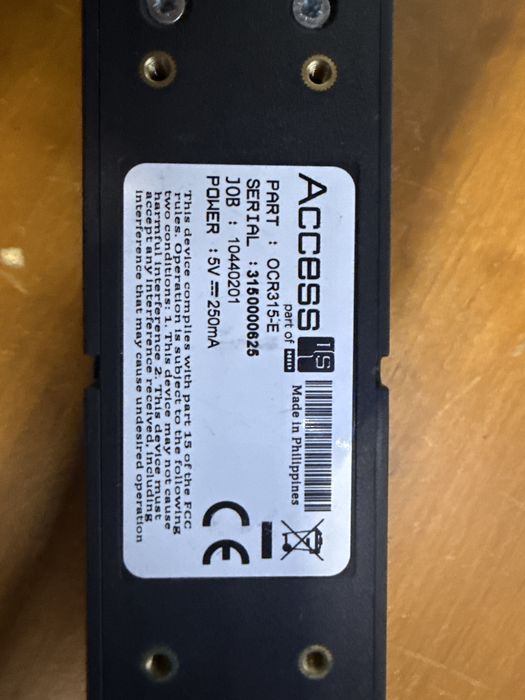 Access IS
part of
Made in Philippines
PART : OCR315-E
SERIAL : 3150000825
JOB : 10440201
POWER : 5V ⎓ 250mA
CE
This device complies with part 15 of the FCC
rules. Operation is subject to the following
two conditions: 1. This device may not cause
harmful interference 2. This device must
accept any interference received, including
interference that may cause undesired operation